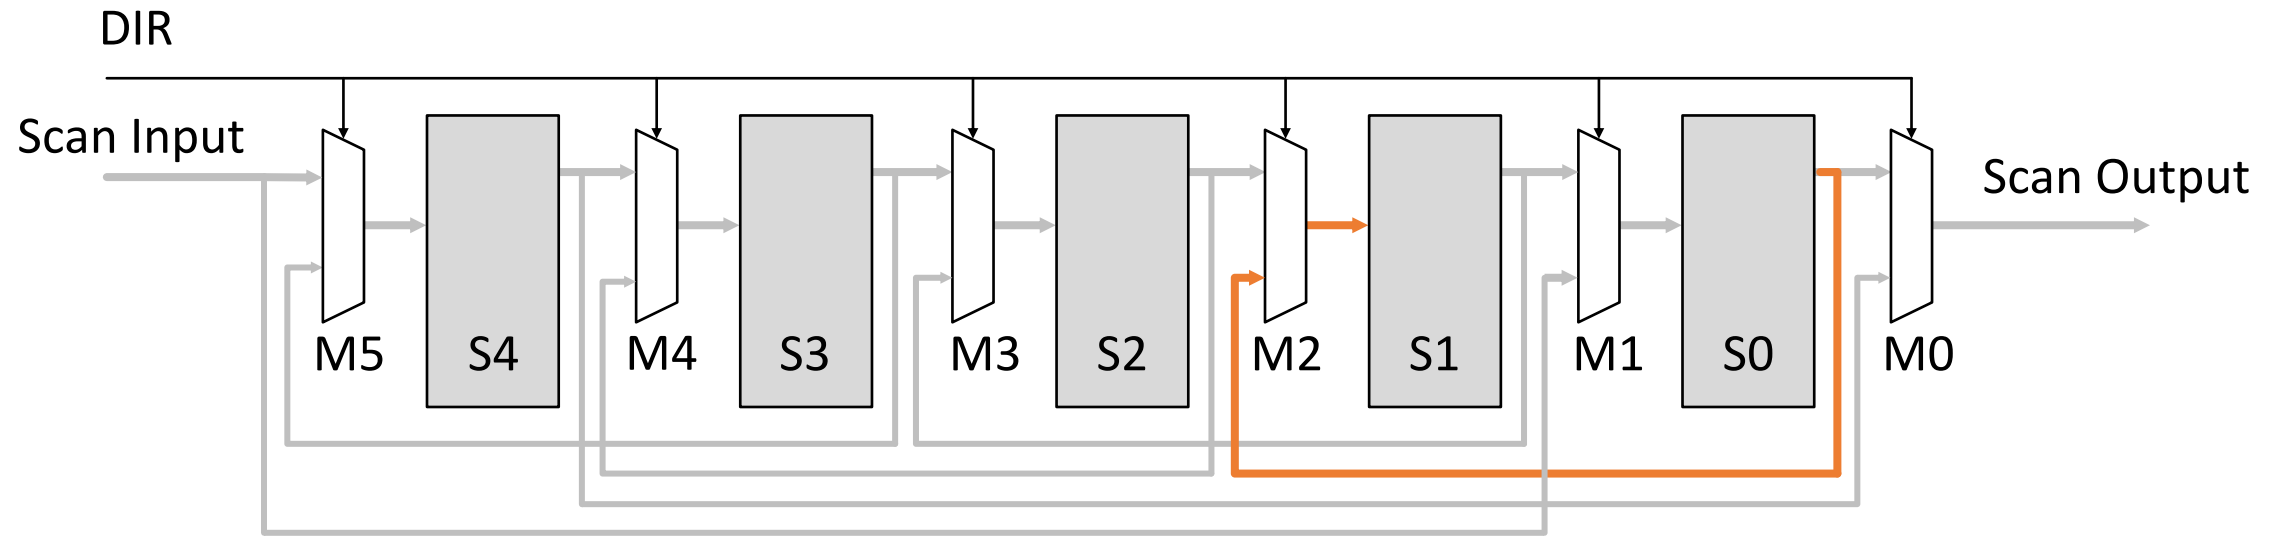 DIR
Scan Input
Scan Output
M5
S4
M4
S3
M3
S2
M2
S1
M1
S0
M0